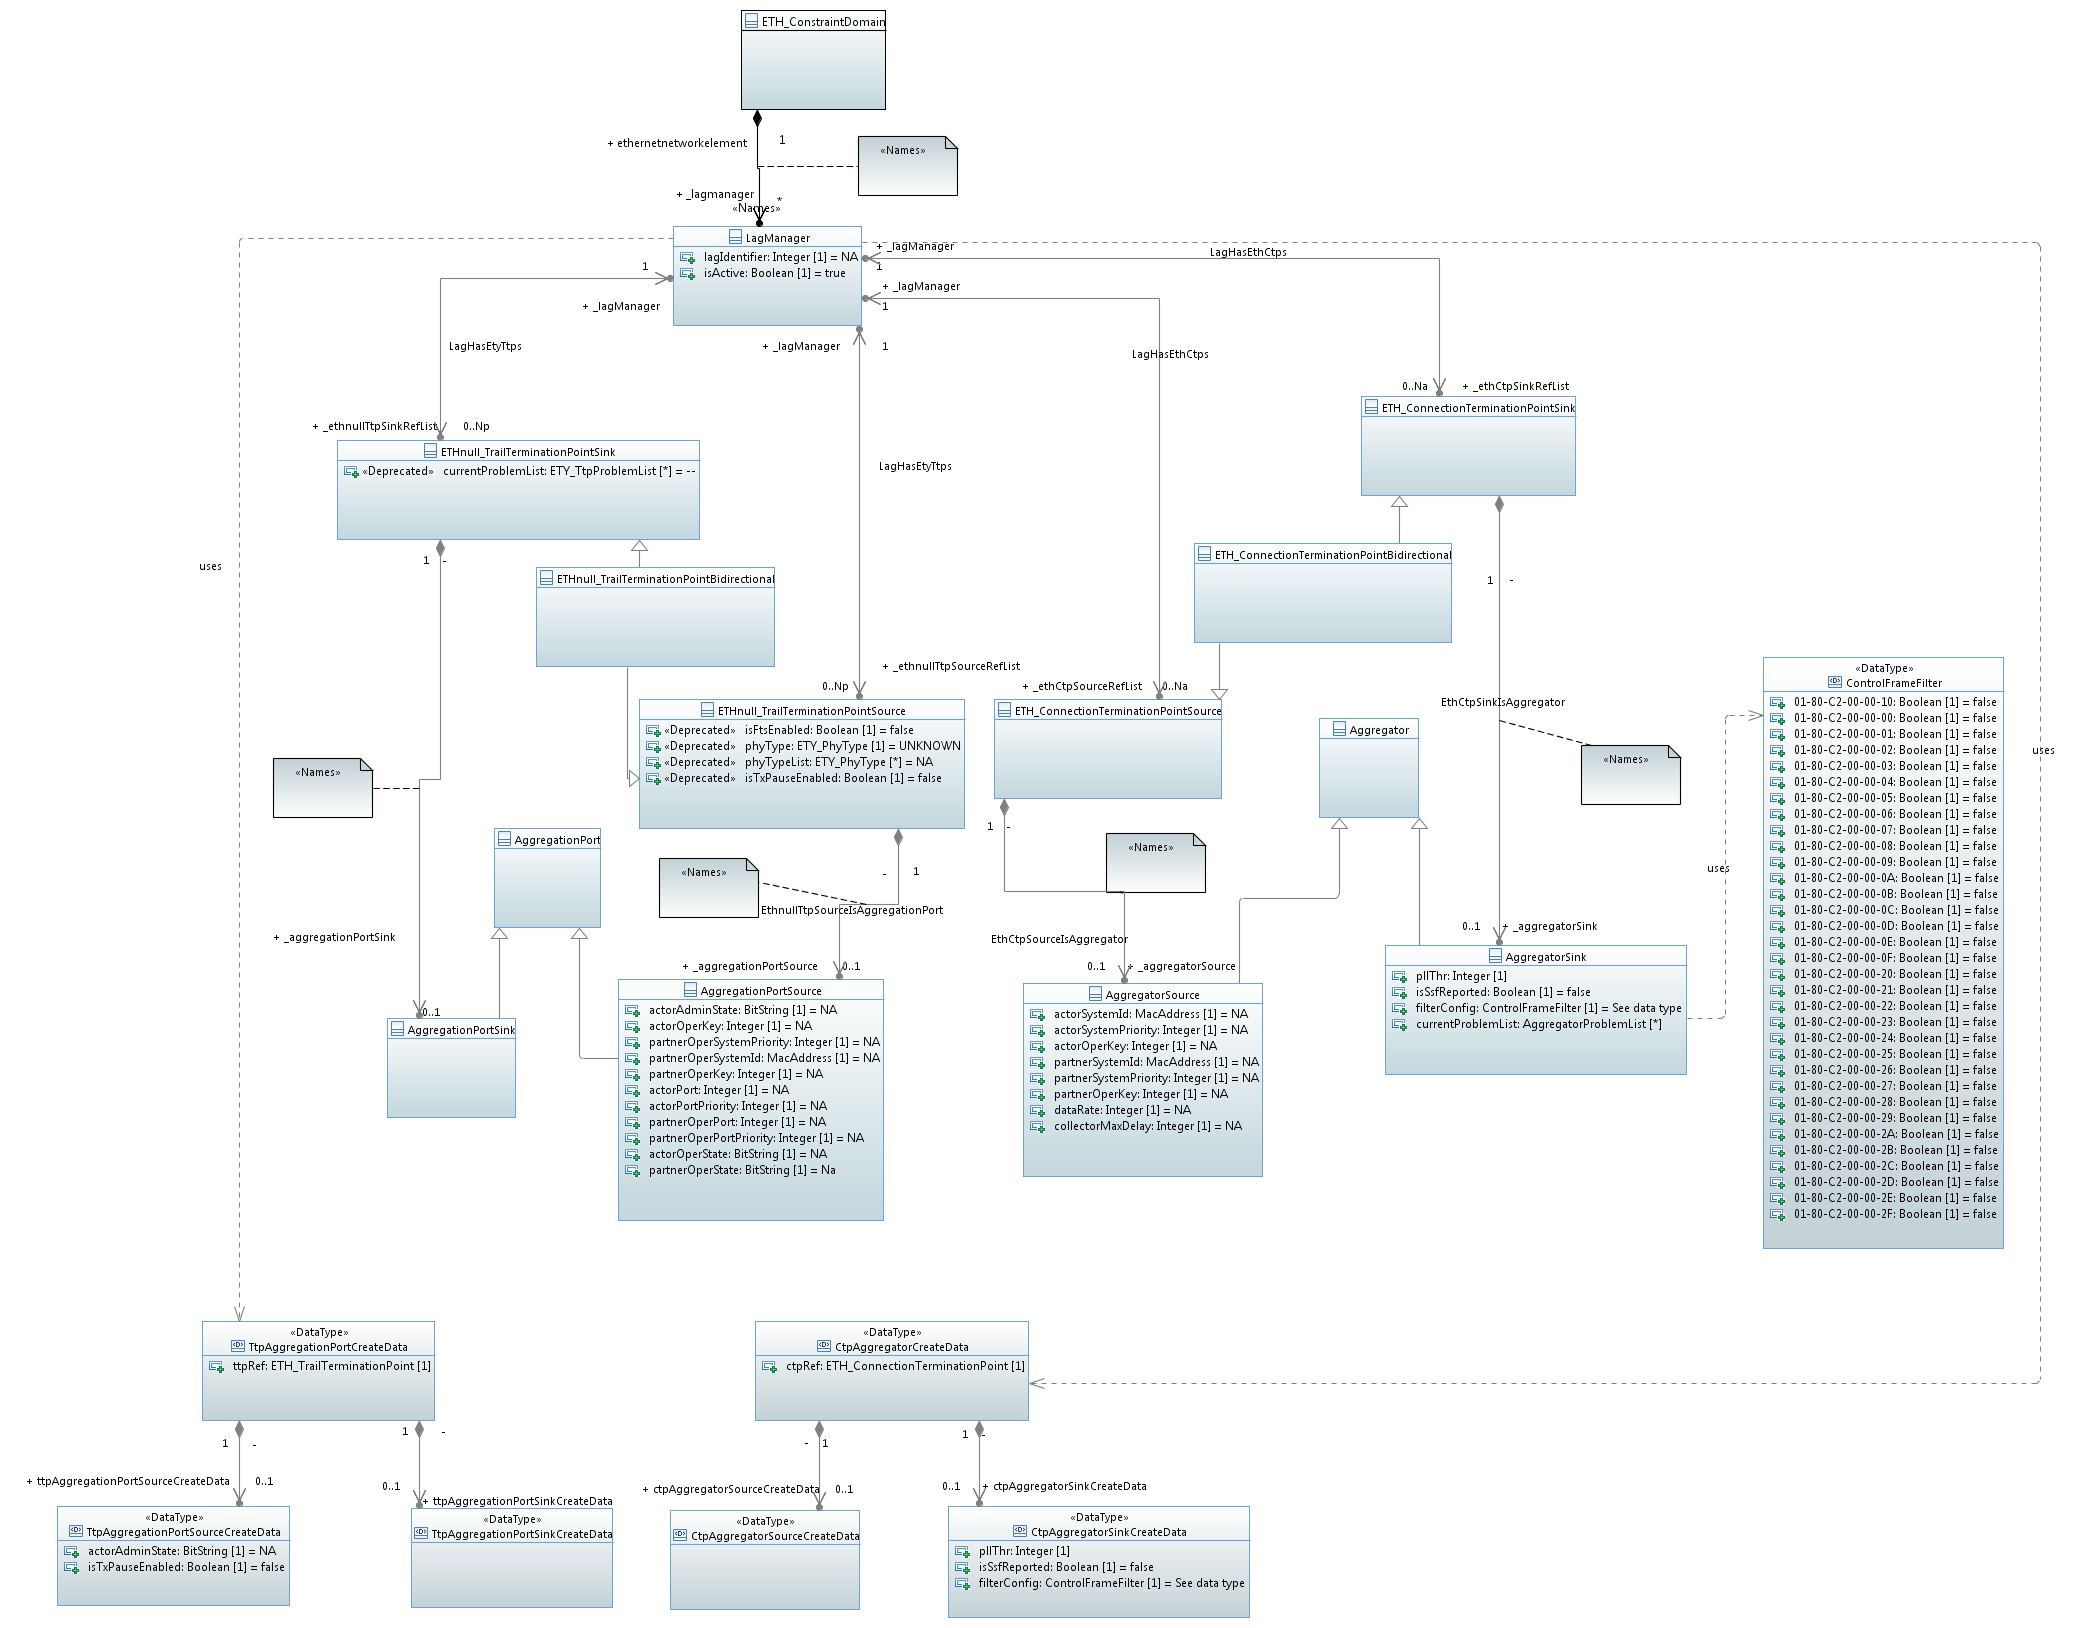 ETH_ConstraintDomain
+ ethernetnetworkelement
1
«Names»
+ _lagmanager
*
«Names»
LagManager
lagIdentifier: Integer [1] = NA
isActive: Boolean [1] = true
+ _lagManager
1
LagHasEthCtps
1
+ _lagManager
+ _lagManager
1
LagHasEtyTtps
+ _lagManager
1
LagHasEthCtps
0..Na
+ _ethCtpSinkRefList
ETH_ConnectionTerminationPointSink
+ _ethnullTtpSinkRefList
0..Np
ETHnull_TrailTerminationPointSink
«Deprecated» currentProblemList: ETY_TtpProblemList [*] = --
LagHasEtyTtps
uses
1
-
ETHnull_TrailTerminationPointBidirectional
ETH_ConnectionTerminationPointBidirectional
1
-
+ _ethnullTtpSourceRefList
0..Np
+ _ethCtpSourceRefList
0..Na
ETHnull_TrailTerminationPointSource
«Deprecated» isFtsEnabled: Boolean [1] = false
«Deprecated» phyType: ETY_PhyType [1] = UNKNOWN
«Deprecated» phyTypeList: ETY_PhyType [*] = NA
«Deprecated» isTxPauseEnabled: Boolean [1] = false
ETH_ConnectionTerminationPointSource
EthCtpSinkIsAggregator
Aggregator
«Names»
uses
«DataType»
ControlFrameFilter
01-80-C2-00-00-10: Boolean [1] = false
01-80-C2-00-00-00: Boolean [1] = false
01-80-C2-00-00-01: Boolean [1] = false
01-80-C2-00-00-02: Boolean [1] = false
01-80-C2-00-00-03: Boolean [1] = false
01-80-C2-00-00-04: Boolean [1] = false
01-80-C2-00-00-05: Boolean [1] = false
01-80-C2-00-00-06: Boolean [1] = false
01-80-C2-00-00-07: Boolean [1] = false
01-80-C2-00-00-08: Boolean [1] = false
01-80-C2-00-00-09: Boolean [1] = false
01-80-C2-00-00-0A: Boolean [1] = false
01-80-C2-00-00-0B: Boolean [1] = false
01-80-C2-00-00-0C: Boolean [1] = false
01-80-C2-00-00-0D: Boolean [1] = false
01-80-C2-00-00-0E: Boolean [1] = false
01-80-C2-00-00-0F: Boolean [1] = false
01-80-C2-00-00-20: Boolean [1] = false
01-80-C2-00-00-21: Boolean [1] = false
01-80-C2-00-00-22: Boolean [1] = false
01-80-C2-00-00-23: Boolean [1] = false
01-80-C2-00-00-24: Boolean [1] = false
01-80-C2-00-00-25: Boolean [1] = false
01-80-C2-00-00-26: Boolean [1] = false
01-80-C2-00-00-27: Boolean [1] = false
01-80-C2-00-00-28: Boolean [1] = false
01-80-C2-00-00-29: Boolean [1] = false
01-80-C2-00-00-2A: Boolean [1] = false
01-80-C2-00-00-2B: Boolean [1] = false
01-80-C2-00-00-2C: Boolean [1] = false
01-80-C2-00-00-2D: Boolean [1] = false
01-80-C2-00-00-2E: Boolean [1] = false
01-80-C2-00-00-2F: Boolean [1] = false
uses
«Names»
AggregationPort
«Names»
-
1
EthnullTtpSourceIsAggregationPort
1
-
«Names»
EthCtpSourceIsAggregator
+ _aggregationPortSink
0..1
AggregationPortSink
+ _aggregationPortSource
0..1
AggregationPortSource
actorAdminState: BitString [1] = NA
actorOperKey: Integer [1] = NA
partnerOperSystemPriority: Integer [1] = NA
partnerOperSystemId: MacAddress [1] = NA
partnerOperKey: Integer [1] = NA
actorPort: Integer [1] = NA
actorPortPriority: Integer [1] = NA
partnerOperPort: Integer [1] = NA
partnerOperPortPriority: Integer [1] = NA
actorOperState: BitString [1] = NA
partnerOperState: BitString [1] = Na
0..1
+ _aggregatorSource
AggregatorSource
actorSystemId: MacAddress [1] = NA
actorSystemPriority: Integer [1] = NA
actorOperKey: Integer [1] = NA
partnerSystemId: MacAddress [1] = NA
partnerSystemPriority: Integer [1] = NA
partnerOperKey: Integer [1] = NA
dataRate: Integer [1] = NA
collectorMaxDelay: Integer [1] = NA
0..1
+ _aggregatorSink
AggregatorSink
pllThr: Integer [1]
isSsfReported: Boolean [1] = false
filterConfig: ControlFrameFilter [1] = See data type
currentProblemList: AggregatorProblemList [*]
«DataType»
TtpAggregationPortCreateData
ttpRef: ETH_TrailTerminationPoint [1]
1
-
1
-
+ ttpAggregationPortSourceCreateData
0..1
0..1
+ ttpAggregationPortSinkCreateData
«DataType»
TtpAggregationPortSourceCreateData
actorAdminState: BitString [1] = NA
isTxPauseEnabled: Boolean [1] = false
«DataType»
TtpAggregationPortSinkCreateData
«DataType»
CtpAggregatorCreateData
ctpRef: ETH_ConnectionTerminationPoint [1]
-
1
1
-
+ ctpAggregatorSourceCreateData
0..1
0..1
+ ctpAggregatorSinkCreateData
«DataType»
CtpAggregatorSourceCreateData
«DataType»
CtpAggregatorSinkCreateData
pllThr: Integer [1]
isSsfReported: Boolean [1] = false
filterConfig: ControlFrameFilter [1] = See data type